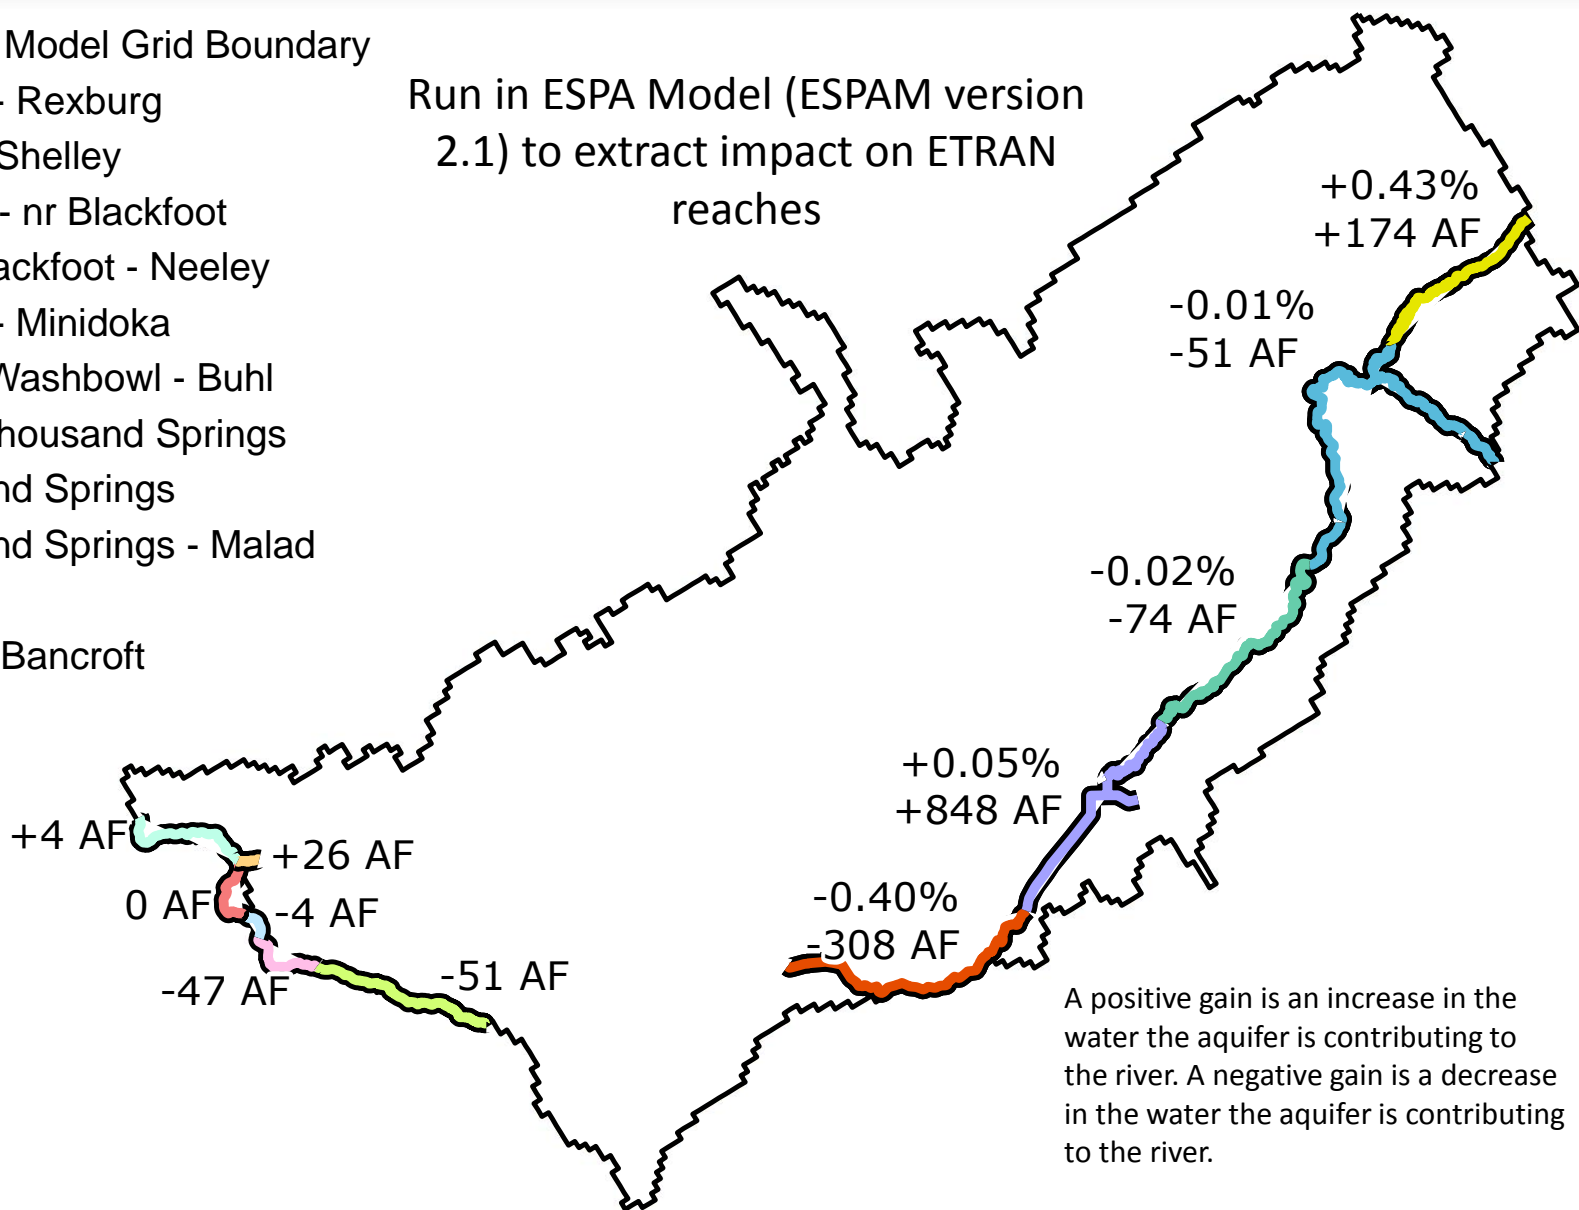 Model Grid Boundary
- Rexburg
Shelley
- nr Blackfoot
ackfoot - Neeley
- Minidoka
Washbowl - Buhl
housand Springs
nd Springs
nd Springs - Malad
Bancroft
Run in ESPA Model (ESPAM version
2.1) to extract impact on ETRAN
reaches
+0.43%
+174 AF
-0.01%
-51 AF
-0.02%
-74 AF
+0.05%
+848 AF
-0.40%
-308 AF
+4 AF
+26 AF
0 AF
-4 AF
-47 AF
-51 AF
A positive gain is an increase in the
water the aquifer is contributing to
the river. A negative gain is a decrease
in the water the aquifer is contributing
to the river.